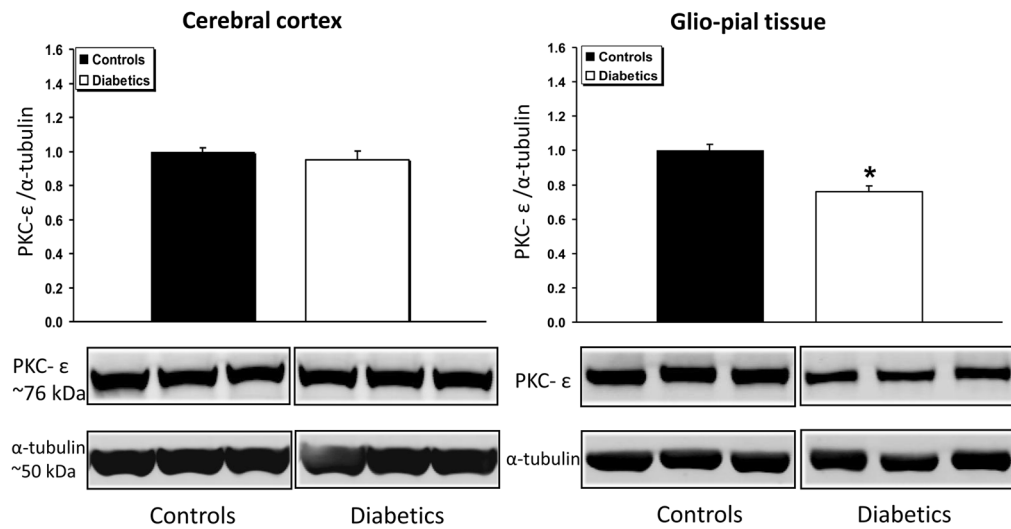 Cerebral cortex
PKC-ε /α-tubulin
1.6
1.4
1.2
1.0
0.8
0.6
0.4
0.2
0.0
Controls
Diabetics
PKC- ε
~76 kDa
α-tubulin
~50 kDa
Controls
Diabetics
Glio-pial tissue
PKC- ε /α-tubulin
1.6
1.4
1.2
1.0
0.8
0.6
0.4
0.2
0.0
Controls
Diabetics
*
PKC- ε
α-tubulin
Controls
Diabetics